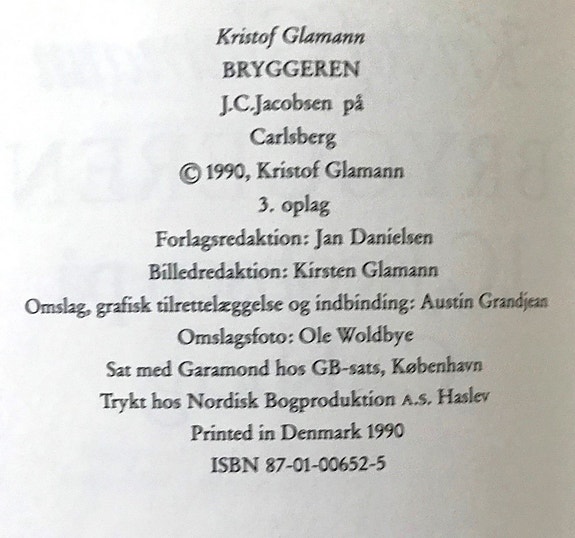 Kristof Glamann
BRYGGEREN
J.C.Jacobsen på
Carlsberg
© 1990, Kristof Glamann
3. oplag
Forlagsredaktion: Jan Danielsen
Billedredaktion: Kirsten Glamann
Omslag, grafisk tilrettelæggelse og indbinding: Austin Grandjean
Omslagsfoto: Ole Woldbye
Sat med Garamond hos GB-sats, København
Trykt hos Nordisk Bogproduktion A.S. Haslev
Printed in Denmark 1990
ISBN 87-01-00652-5